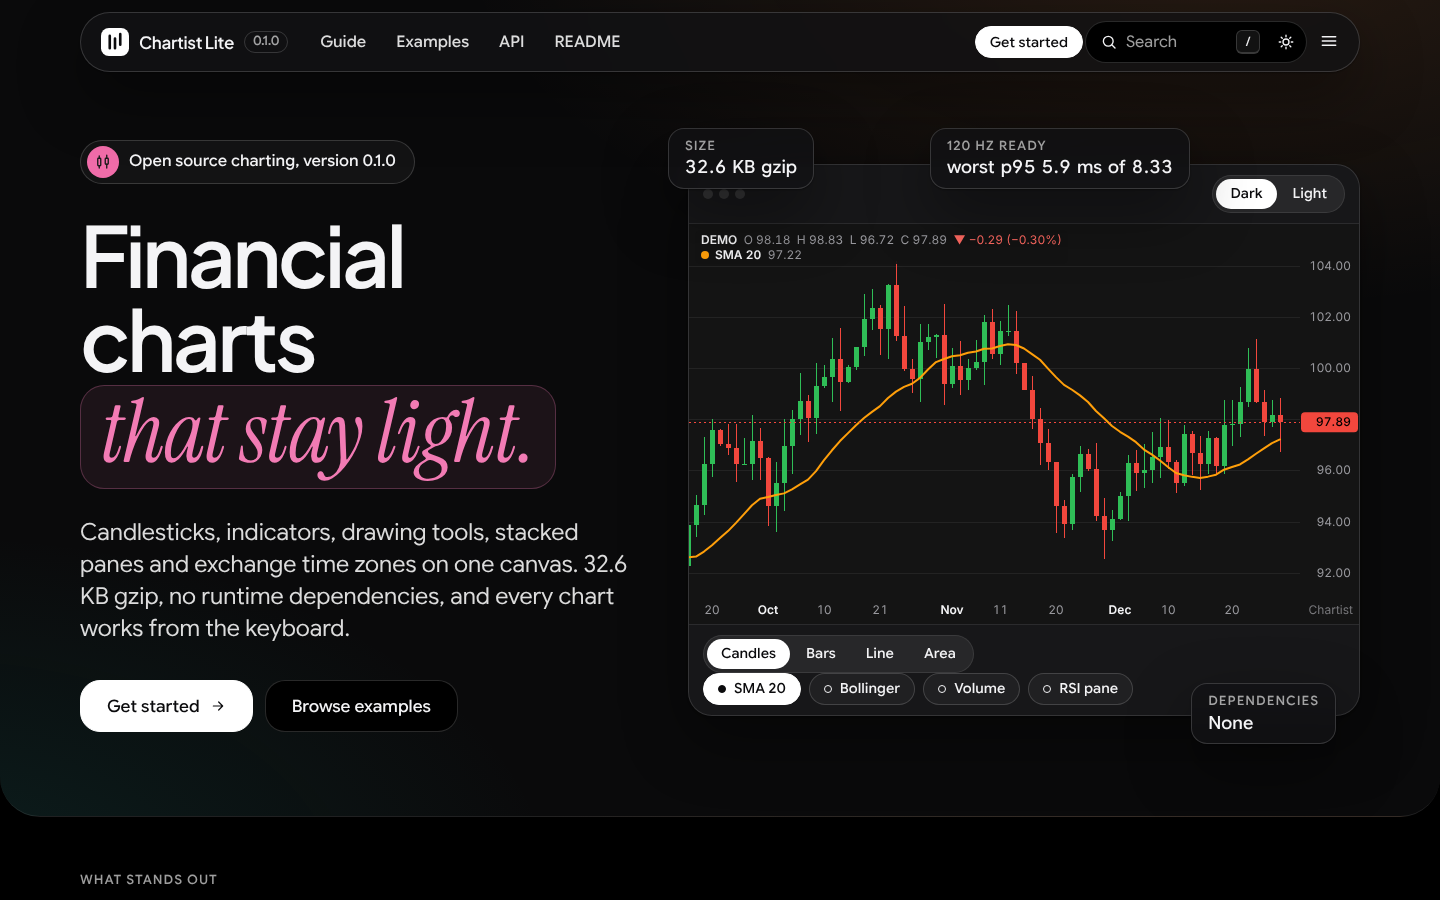 Chartist Lite 0.1.0 Guide Examples API README Get started Search /
Open source charting, version 0.1.0
Financial
charts
that stay light.
Candlesticks, indicators, drawing tools, stacked
panes and exchange time zones on one canvas. 32.6
KB gzip, no runtime dependencies, and every chart
works from the keyboard.
Get started → Browse examples
SIZE
32.6 KB gzip
120 HZ READY
worst p95 5.9 ms of 8.33
Dark Light
DEMO O 98.18 H 98.83 L 96.72 C 97.89 ▼ −0.29 (−0.30%)
SMA 20 97.22
104.00
102.00
100.00
97.89
96.00
94.00
92.00
20 Oct 10 21 Nov 11 20 Dec 10 20 Chartist
Candles Bars Line Area
SMA 20 Bollinger Volume RSI pane
DEPENDENCIES
None
WHAT STANDS OUT